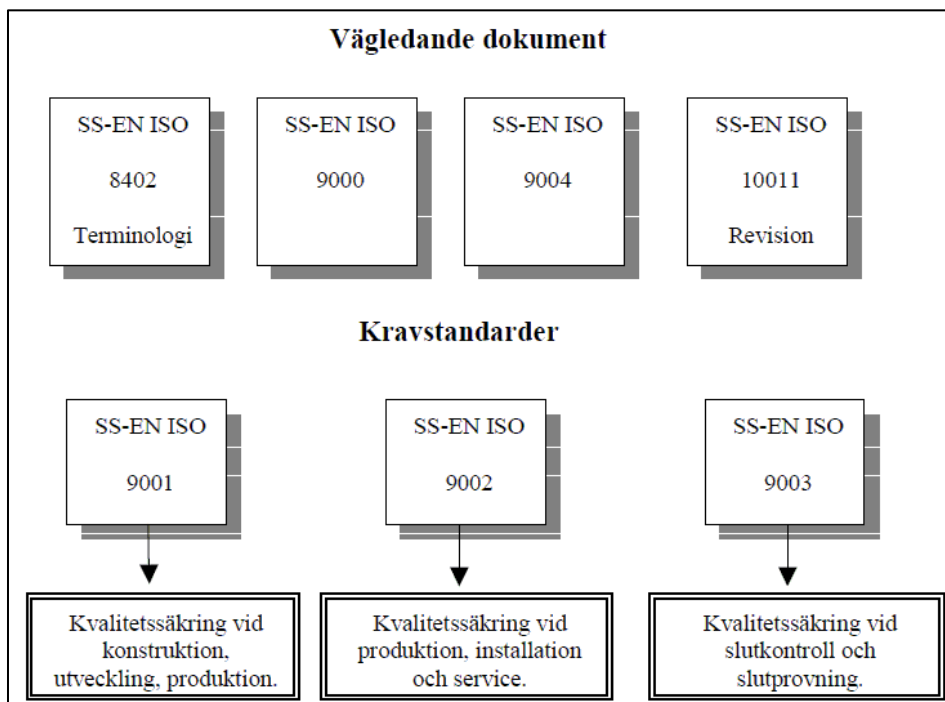 Vägledande dokument
SS-EN ISO
8402
Terminologi
SS-EN ISO
9000
SS-EN ISO
9004
SS-EN ISO
10011
Revision
Kravstandarder
SS-EN ISO
9001
SS-EN ISO
9002
SS-EN ISO
9003
Kvalitetssäkring vid
konstruktion,
utveckling, produktion.
Kvalitetssäkring vid
produktion, installation
och service.
Kvalitetssäkring vid
slutkontroll och
slutprovning.